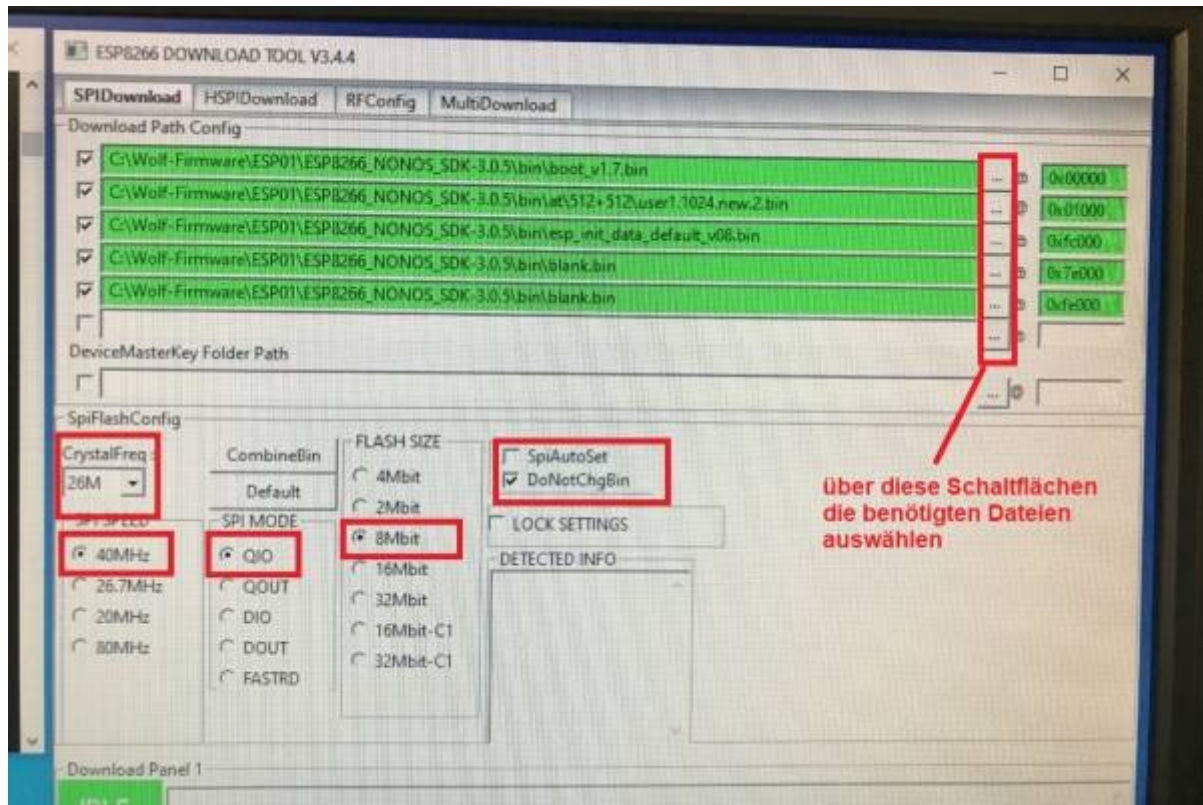 ESP8266 DOWNLOAD TOOL V3.4.4
SPIDownload HSPIDownload RFConfig MultiDownload
Download Path Config
C:\Wolf-Firmware\ESP01\ESP8266_NONOS_SDK-3.0.5\bin\boot_v1.7.bin ... @ 0x00000
C:\Wolf-Firmware\ESP01\ESP8266_NONOS_SDK-3.0.5\bin\at\512+512\user1.1024.new.2.bin ... @ 0x01000
C:\Wolf-Firmware\ESP01\ESP8266_NONOS_SDK-3.0.5\bin\esp_init_data_default_v08.bin ... @ 0xfc000
C:\Wolf-Firmware\ESP01\ESP8266_NONOS_SDK-3.0.5\bin\blank.bin ... @ 0x7e000
C:\Wolf-Firmware\ESP01\ESP8266_NONOS_SDK-3.0.5\bin\blank.bin ... @ 0xfe000
... @
DeviceMasterKey Folder Path
... @
SpiFlashConfig
CrystalFreq :
26M
CombineBin
Default
SPI SPEED
40MHz
26.7MHz
20MHz
80MHz
SPI MODE
QIO
QOUT
DIO
DOUT
FASTRD
FLASH SIZE
4Mbit
2Mbit
8Mbit
16Mbit
32Mbit
16Mbit-C1
32Mbit-C1
SpiAutoSet
DoNotChgBin
LOCK SETTINGS
DETECTED INFO
über diese Schaltflächen
die benötigten Dateien
auswählen
Download Panel 1
IDLE